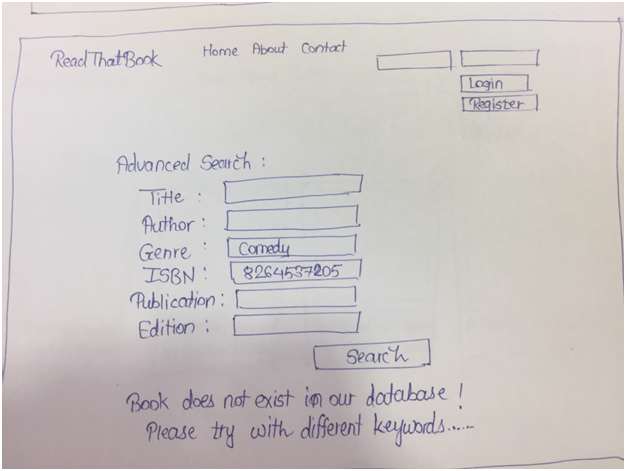 ReadThatBook Home About Contact
Login
Register
Advanced Search :
Title :
Author :
Genre : Comedy
ISBN : 8264537205
Publication :
Edition :
Search
Book does not exist in our database !
Please try with different keywords.....